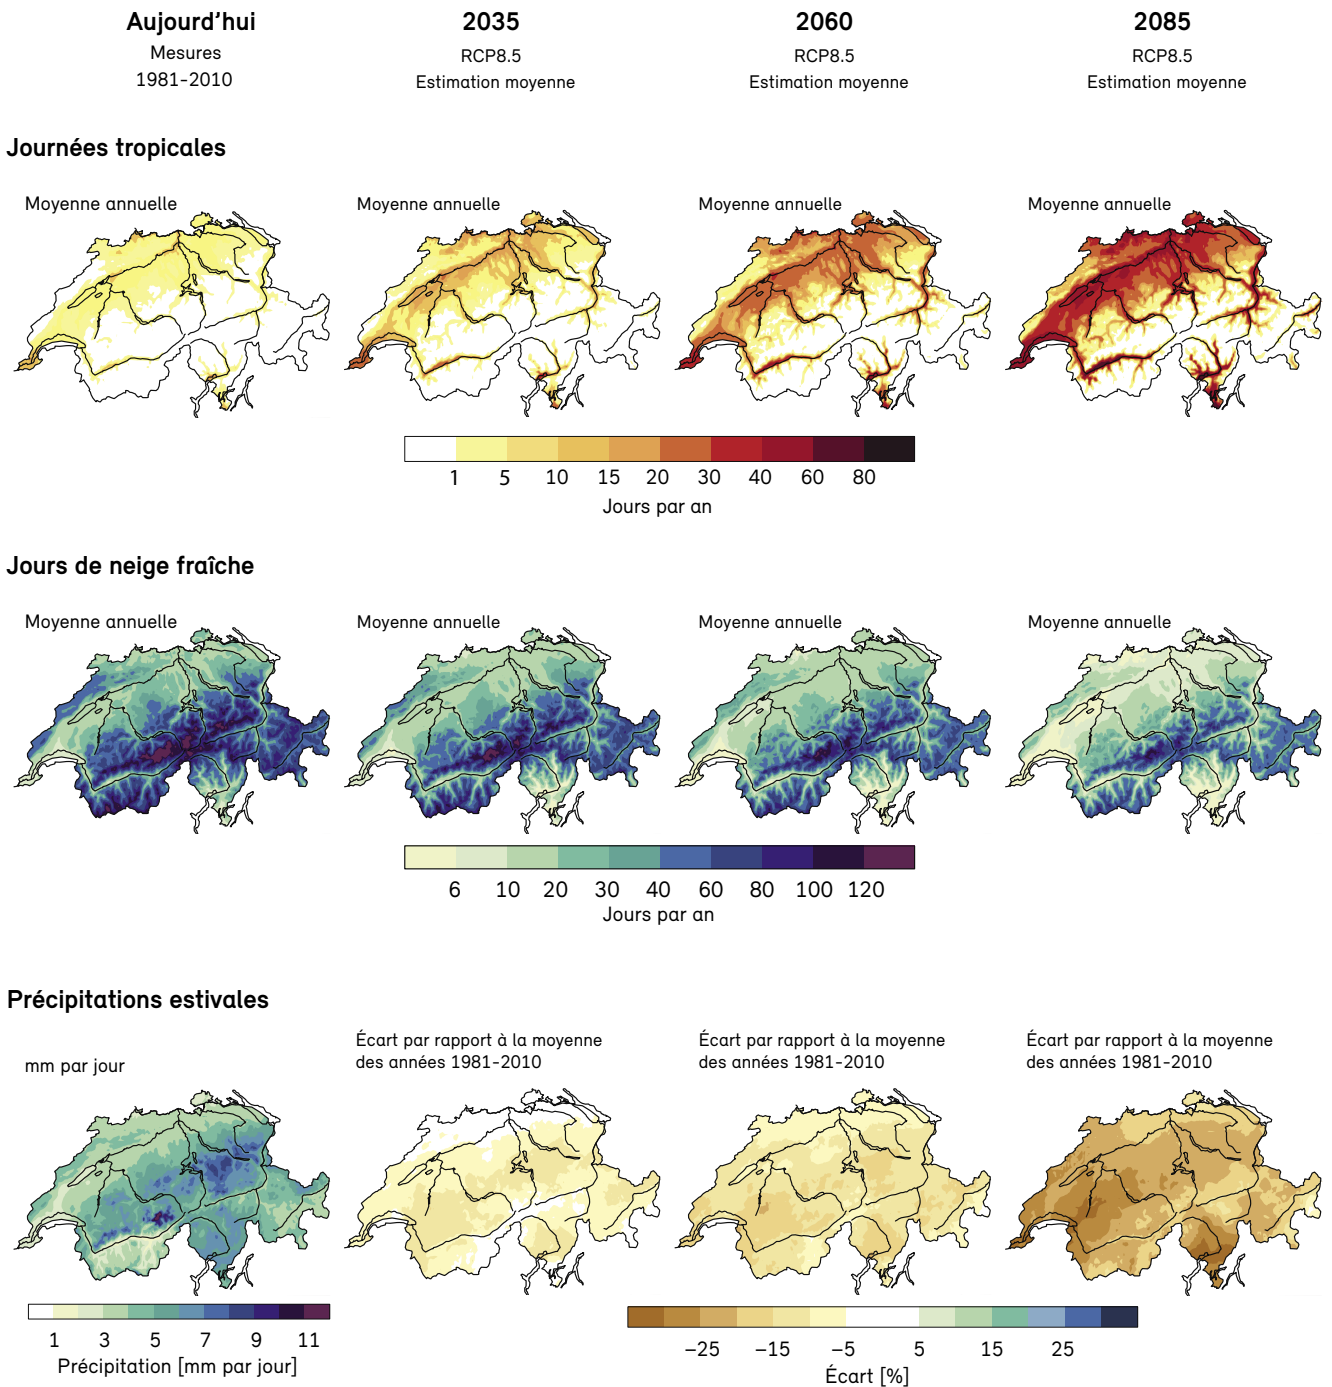 Aujourd’hui
Mesures
1981-2010
2035
RCP8.5
Estimation moyenne
2060
RCP8.5
Estimation moyenne
2085
RCP8.5
Estimation moyenne
Journées tropicales
Moyenne annuelle
Moyenne annuelle
Moyenne annuelle
Moyenne annuelle
1 5 10 15 20 30 40 60 80
Jours par an
Jours de neige fraîche
Moyenne annuelle
Moyenne annuelle
Moyenne annuelle
Moyenne annuelle
6 10 20 30 40 60 80 100 120
Jours par an
Précipitations estivales
mm par jour
Écart par rapport à la moyenne
des années 1981-2010
Écart par rapport à la moyenne
des années 1981-2010
Écart par rapport à la moyenne
des années 1981-2010
1 3 5 7 9 11
Précipitation [mm par jour]
−25 −15 −5 5 15 25
Écart [%]